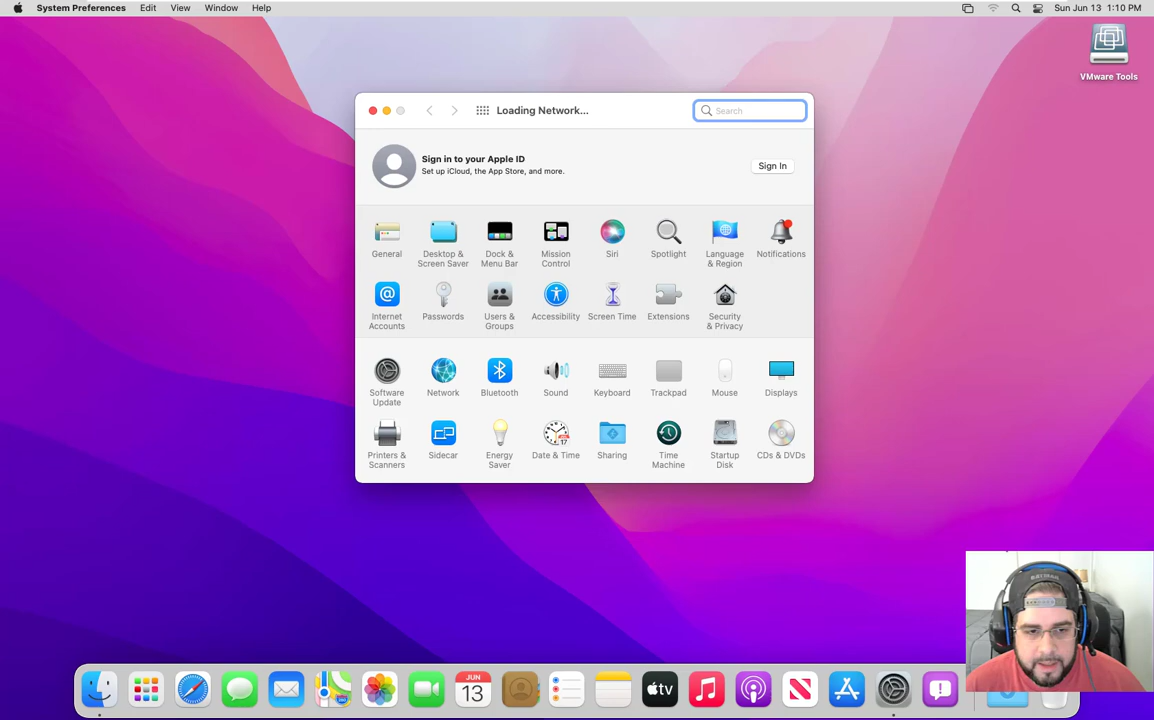 System Preferences Edit View Window Help Sun Jun 13 1:10 PM
VMware Tools
Loading Network...
Search
Sign in to your Apple ID
Set up iCloud, the App Store, and more.
Sign In
General
Desktop &
Screen Saver
Dock &
Menu Bar
Mission
Control
Siri
Spotlight
Language
& Region
Notifications
Internet
Accounts
Passwords
Users &
Groups
Accessibility
Screen Time
Extensions
Security
& Privacy
Software
Update
Network
Bluetooth
Sound
Keyboard
Trackpad
Mouse
Displays
Printers &
Scanners
Sidecar
Energy
Saver
Date & Time
Sharing
Time
Machine
Startup
Disk
CDs & DVDs
JUN
13
tv